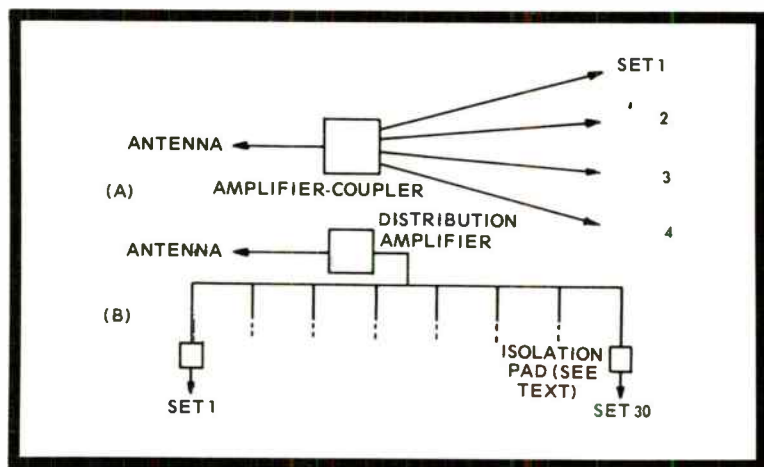 SET 1
2
ANTENNA
3
(A)
AMPLIFIER-COUPLER
4
DISTRIBUTION
AMPLIFIER
ANTENNA
(B)
ISOLATION
PAD (SEE
TEXT)
SET 1
SET 30